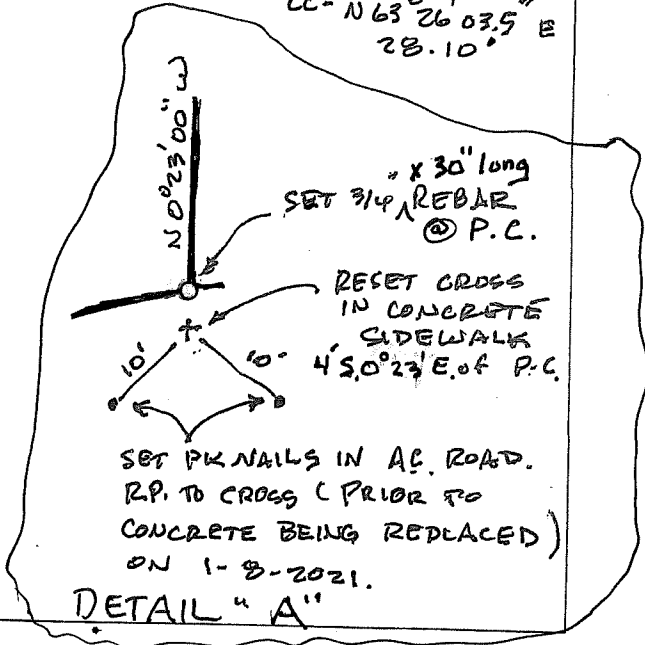 N 63 26 03.5" E
28.10'
N 0°23'00" W
" x 30" long
SET 3/4 ^ REBAR
@ P.C.
RESET CROSS
IN CONCRETE
SIDEWALK
4' S.0°23' E. of P.C.
10'
10'
SET PK NAILS IN AC. ROAD.
R.P. TO CROSS ( PRIOR TO
CONCRETE BEING REPLACED)
ON 1-8-2021.
DETAIL "A"